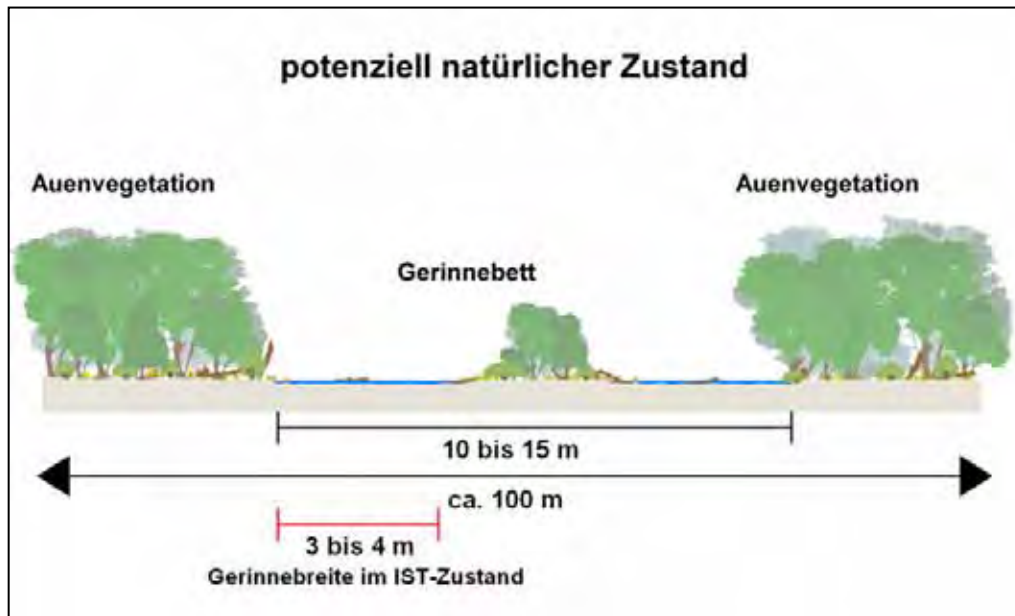 potenziell natürlicher Zustand
Auenvegetation
Auenvegetation
Gerinnebett
10 bis 15 m
ca. 100 m
3 bis 4 m
Gerinnebreite im IST-Zustand